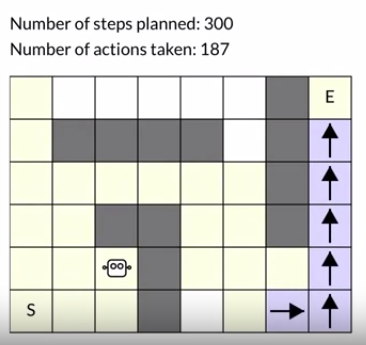 Number of steps planned: 300
Number of actions taken: 187
E
S